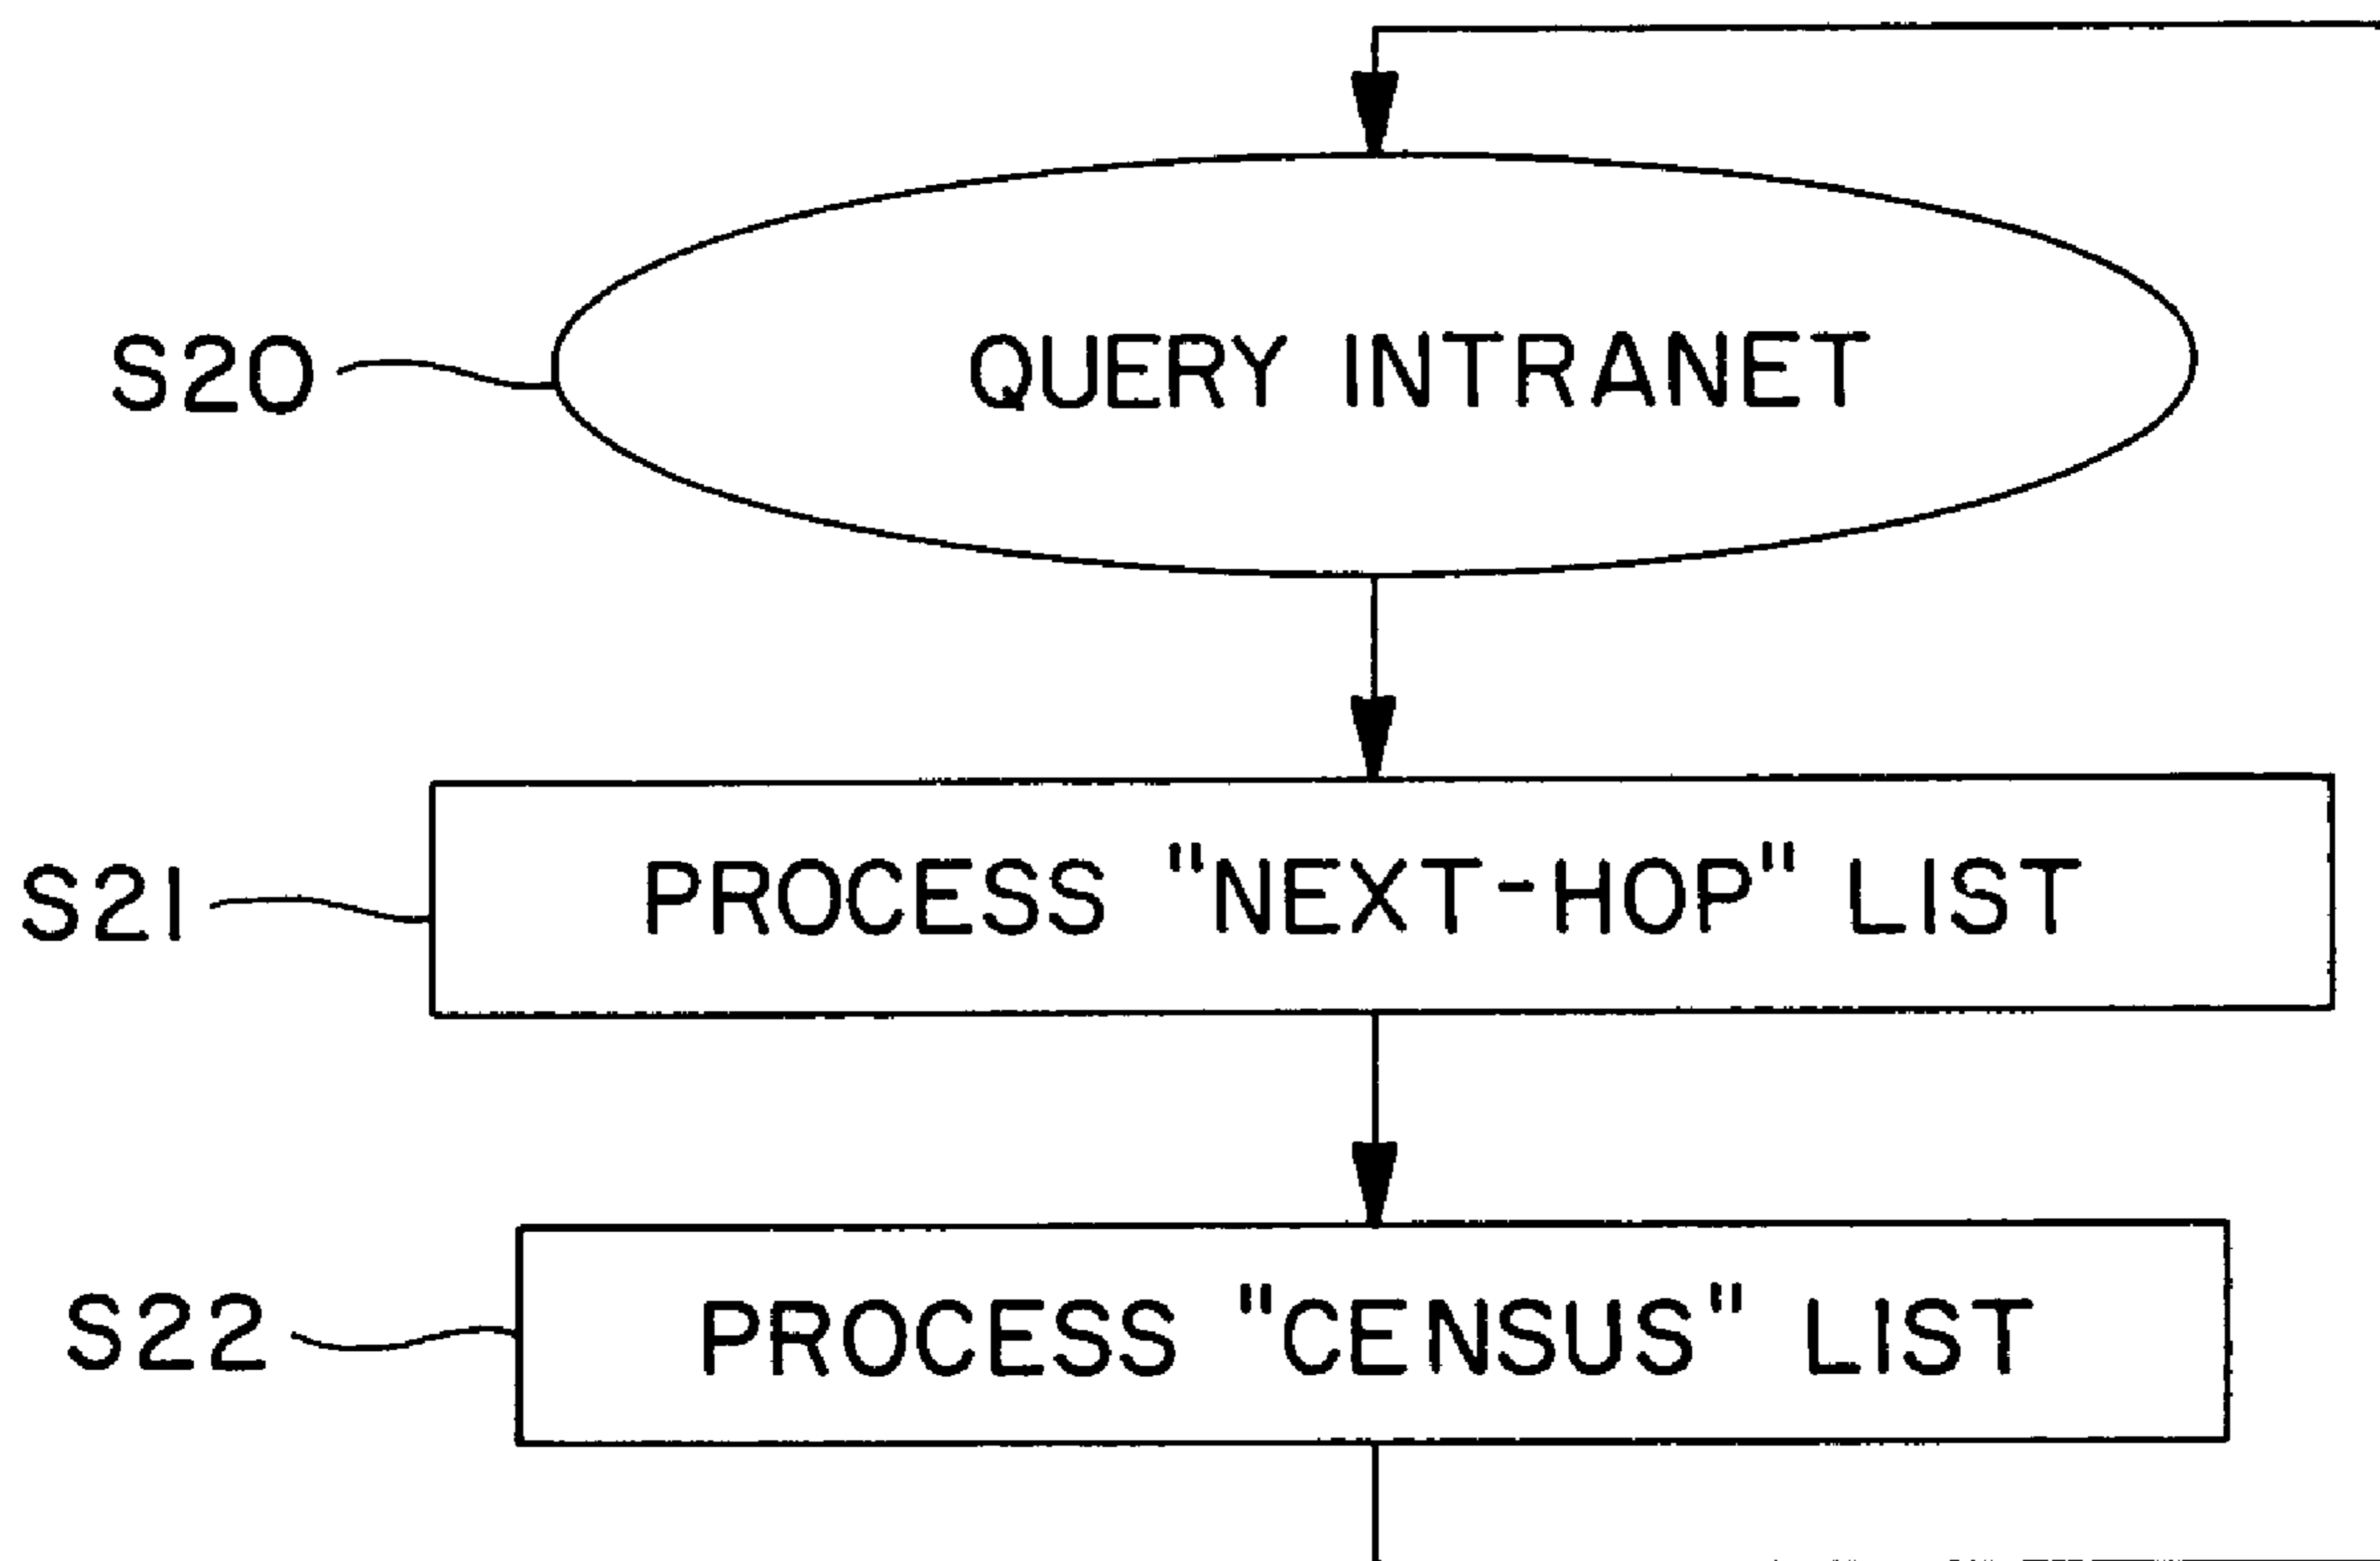 S20
QUERY INTRANET
S21
PROCESS "NEXT-HOP" LIST
S22
PROCESS "CENSUS" LIST